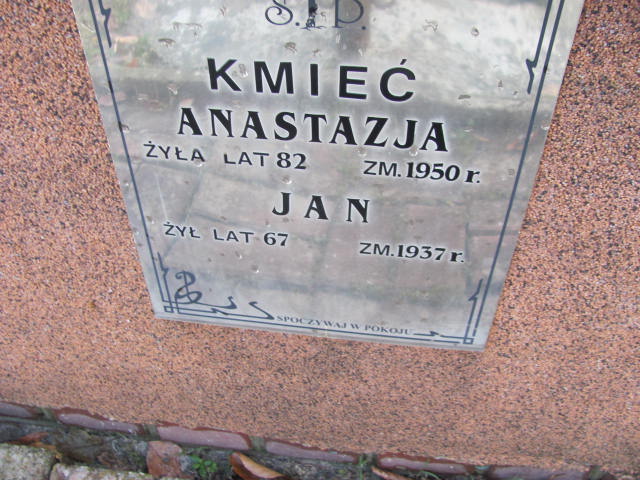 Ś.†P.
KMIEĆ
ANASTAZJA
ŻYŁA LAT 82 ZM. 1950 r.
JAN
ŻYŁ LAT 67 ZM. 1937 r.
SPOCZYWAJ W POKOJU